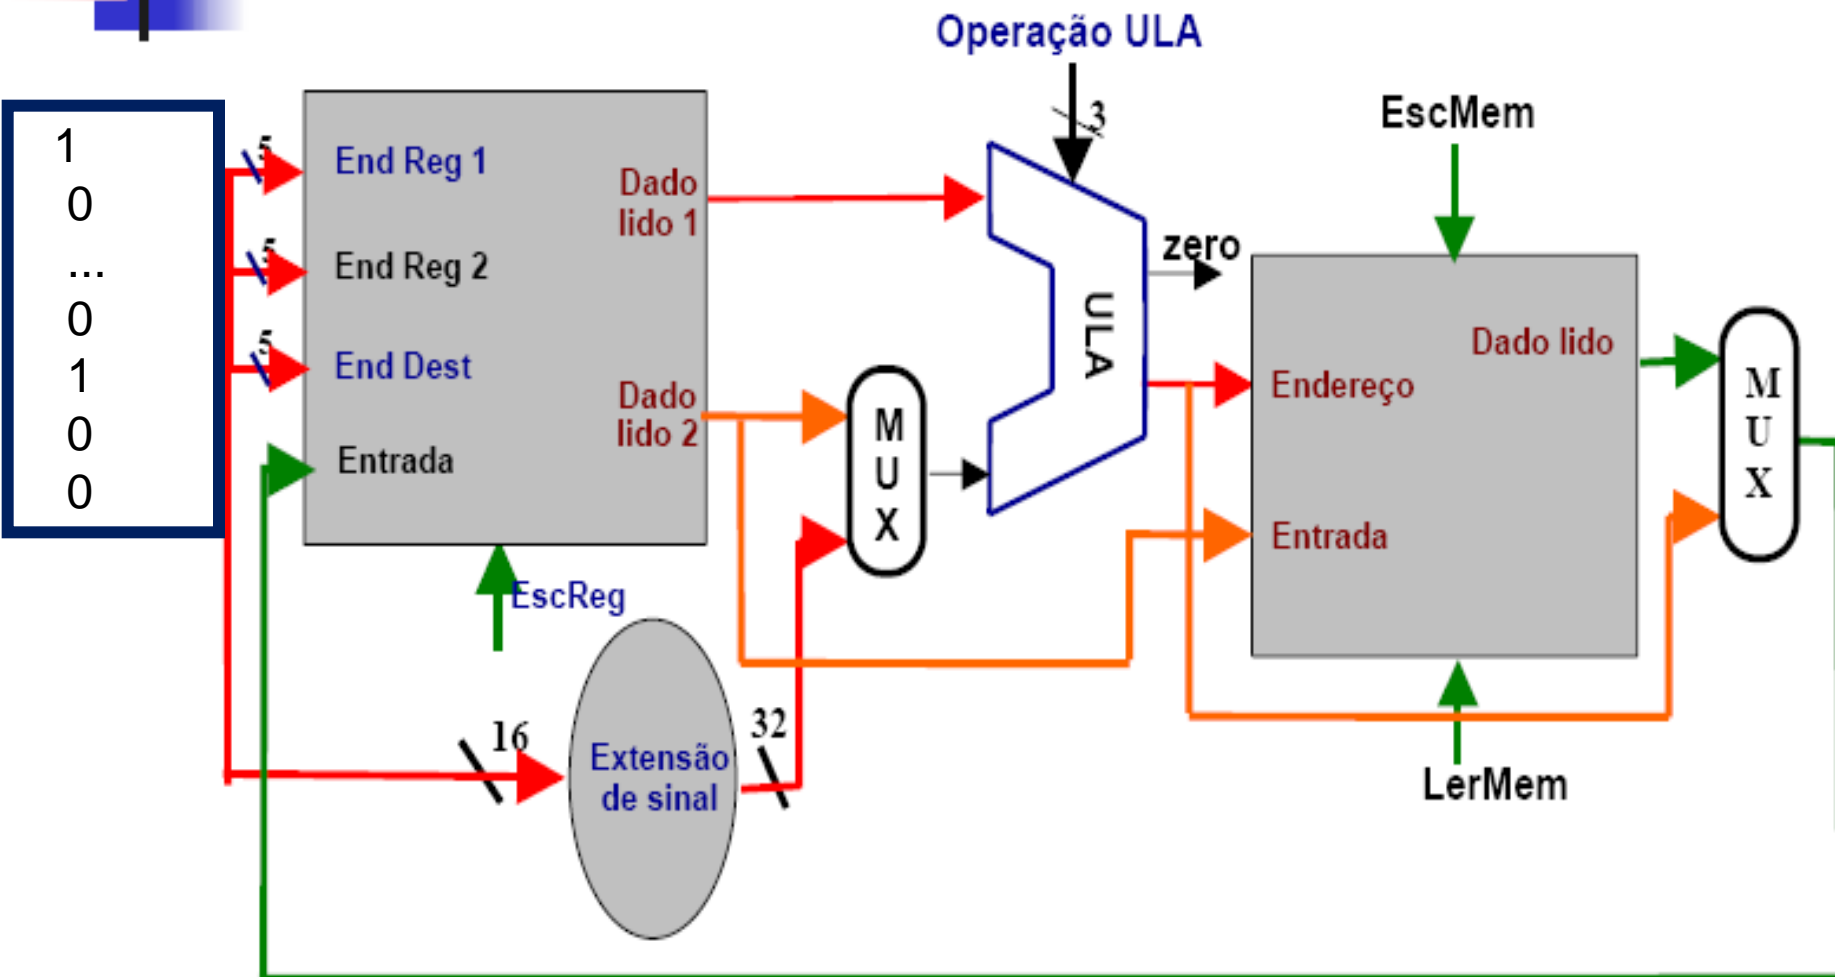 Operação ULA
3
EscMem
1
0
...
0
1
0
0
5
End Reg 1
5
End Reg 2
5
End Dest
Entrada
Dado
lido 1
Dado
lido 2
EscReg
M
U
X
ULA
zero
Endereço
Entrada
Dado lido
M
U
X
16
Extensão
de sinal
32
LerMem